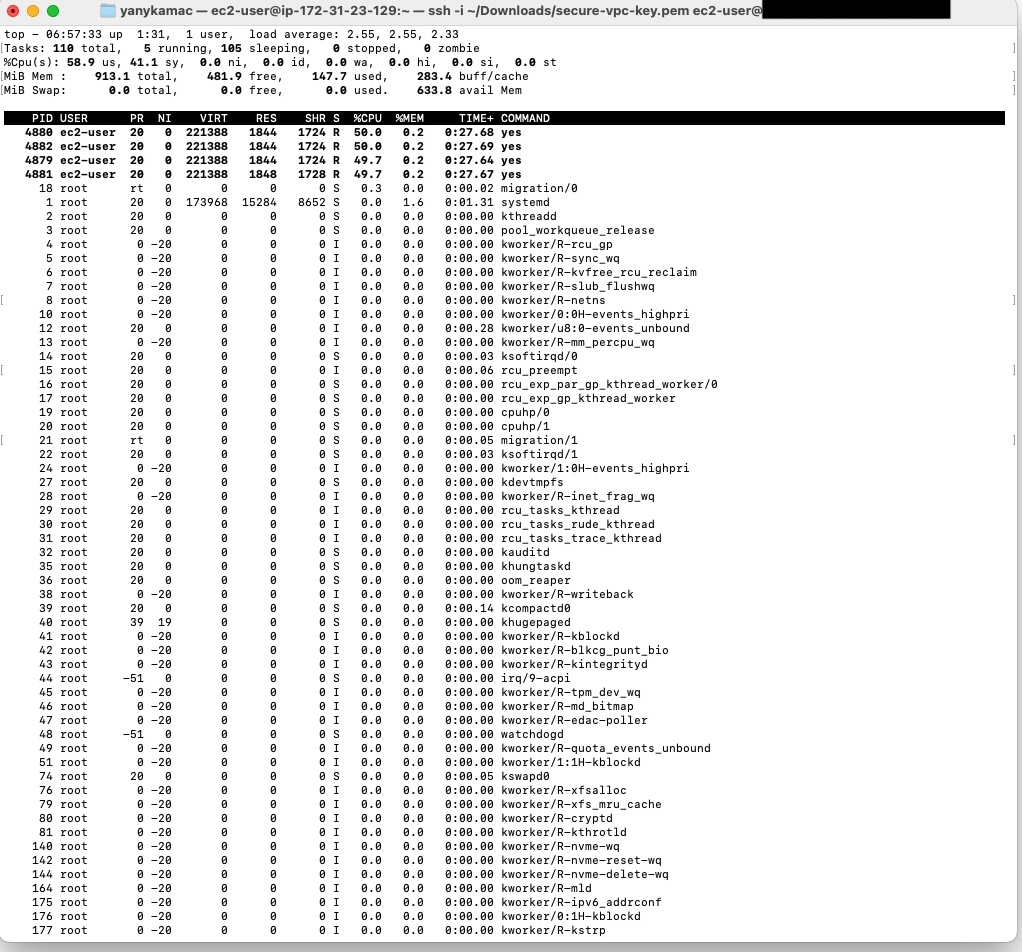 yanykamac — ec2-user@ip-172-31-23-129:~ — ssh -i ~/Downloads/secure-vpc-key.pem ec2-user@
top - 06:57:33 up  1:31,  1 user,  load average: 2.55, 2.55, 2.33
Tasks: 110 total,   5 running, 105 sleeping,   0 stopped,   0 zombie
%Cpu(s): 58.9 us, 41.1 sy,  0.0 ni,  0.0 id,  0.0 wa,  0.0 hi,  0.0 si,  0.0 st
MiB Mem :    913.1 total,    481.9 free,    147.7 used,    283.4 buff/cache
MiB Swap:      0.0 total,      0.0 free,      0.0 used.    633.8 avail Mem
PID USER      PR  NI    VIRT    RES    SHR S  %CPU  %MEM     TIME+ COMMAND
4880 ec2-user  20   0  221388   1844   1724 R  50.0   0.2   0:27.68 yes
4882 ec2-user  20   0  221388   1844   1724 R  50.0   0.2   0:27.69 yes
4879 ec2-user  20   0  221388   1844   1724 R  49.7   0.2   0:27.64 yes
4881 ec2-user  20   0  221388   1848   1728 R  49.7   0.2   0:27.67 yes
18 root      rt   0       0      0      0 S   0.3   0.0   0:00.02 migration/0
1 root      20   0  173968  15284   8652 S   0.0   1.6   0:01.31 systemd
2 root      20   0       0      0      0 S   0.0   0.0   0:00.00 kthreadd
3 root      20   0       0      0      0 S   0.0   0.0   0:00.00 pool_workqueue_release
4 root       0 -20       0      0      0 I   0.0   0.0   0:00.00 kworker/R-rcu_gp
5 root       0 -20       0      0      0 I   0.0   0.0   0:00.00 kworker/R-sync_wq
6 root       0 -20       0      0      0 I   0.0   0.0   0:00.00 kworker/R-kvfree_rcu_reclaim
7 root       0 -20       0      0      0 I   0.0   0.0   0:00.00 kworker/R-slub_flushwq
8 root       0 -20       0      0      0 I   0.0   0.0   0:00.00 kworker/R-netns
10 root       0 -20       0      0      0 I   0.0   0.0   0:00.00 kworker/0:0H-events_highpri
12 root      20   0       0      0      0 I   0.0   0.0   0:00.28 kworker/u8:0-events_unbound
13 root       0 -20       0      0      0 I   0.0   0.0   0:00.00 kworker/R-mm_percpu_wq
14 root      20   0       0      0      0 S   0.0   0.0   0:00.03 ksoftirqd/0
15 root      20   0       0      0      0 I   0.0   0.0   0:00.06 rcu_preempt
16 root      20   0       0      0      0 S   0.0   0.0   0:00.00 rcu_exp_par_gp_kthread_worker/0
17 root      20   0       0      0      0 S   0.0   0.0   0:00.00 rcu_exp_gp_kthread_worker
19 root      20   0       0      0      0 S   0.0   0.0   0:00.00 cpuhp/0
20 root      20   0       0      0      0 S   0.0   0.0   0:00.00 cpuhp/1
21 root      rt   0       0      0      0 S   0.0   0.0   0:00.05 migration/1
22 root      20   0       0      0      0 S   0.0   0.0   0:00.03 ksoftirqd/1
24 root       0 -20       0      0      0 I   0.0   0.0   0:00.00 kworker/1:0H-events_highpri
27 root      20   0       0      0      0 S   0.0   0.0   0:00.00 kdevtmpfs
28 root       0 -20       0      0      0 I   0.0   0.0   0:00.00 kworker/R-inet_frag_wq
29 root      20   0       0      0      0 I   0.0   0.0   0:00.00 rcu_tasks_kthread
30 root      20   0       0      0      0 I   0.0   0.0   0:00.00 rcu_tasks_rude_kthread
31 root      20   0       0      0      0 I   0.0   0.0   0:00.00 rcu_tasks_trace_kthread
32 root      20   0       0      0      0 S   0.0   0.0   0:00.00 kauditd
35 root      20   0       0      0      0 S   0.0   0.0   0:00.00 khungtaskd
36 root      20   0       0      0      0 S   0.0   0.0   0:00.00 oom_reaper
38 root       0 -20       0      0      0 I   0.0   0.0   0:00.00 kworker/R-writeback
39 root      20   0       0      0      0 S   0.0   0.0   0:00.14 kcompactd0
40 root      39  19       0      0      0 S   0.0   0.0   0:00.00 khugepaged
41 root       0 -20       0      0      0 I   0.0   0.0   0:00.00 kworker/R-kblockd
42 root       0 -20       0      0      0 I   0.0   0.0   0:00.00 kworker/R-blkcg_punt_bio
43 root       0 -20       0      0      0 I   0.0   0.0   0:00.00 kworker/R-kintegrityd
44 root     -51   0       0      0      0 S   0.0   0.0   0:00.00 irq/9-acpi
45 root       0 -20       0      0      0 I   0.0   0.0   0:00.00 kworker/R-tpm_dev_wq
46 root       0 -20       0      0      0 I   0.0   0.0   0:00.00 kworker/R-md_bitmap
47 root       0 -20       0      0      0 I   0.0   0.0   0:00.00 kworker/R-edac-poller
48 root     -51   0       0      0      0 S   0.0   0.0   0:00.00 watchdogd
49 root       0 -20       0      0      0 I   0.0   0.0   0:00.00 kworker/R-quota_events_unbound
51 root       0 -20       0      0      0 I   0.0   0.0   0:00.00 kworker/1:1H-kblockd
74 root      20   0       0      0      0 S   0.0   0.0   0:00.05 kswapd0
76 root       0 -20       0      0      0 I   0.0   0.0   0:00.00 kworker/R-xfsalloc
79 root       0 -20       0      0      0 I   0.0   0.0   0:00.00 kworker/R-xfs_mru_cache
80 root       0 -20       0      0      0 I   0.0   0.0   0:00.00 kworker/R-cryptd
81 root       0 -20       0      0      0 I   0.0   0.0   0:00.00 kworker/R-kthrotld
140 root       0 -20       0      0      0 I   0.0   0.0   0:00.00 kworker/R-nvme-wq
142 root       0 -20       0      0      0 I   0.0   0.0   0:00.00 kworker/R-nvme-reset-wq
144 root       0 -20       0      0      0 I   0.0   0.0   0:00.00 kworker/R-nvme-delete-wq
164 root       0 -20       0      0      0 I   0.0   0.0   0:00.00 kworker/R-mld
175 root       0 -20       0      0      0 I   0.0   0.0   0:00.00 kworker/R-ipv6_addrconf
176 root       0 -20       0      0      0 I   0.0   0.0   0:00.00 kworker/0:1H-kblockd
177 root       0 -20       0      0      0 I   0.0   0.0   0:00.00 kworker/R-kstrp